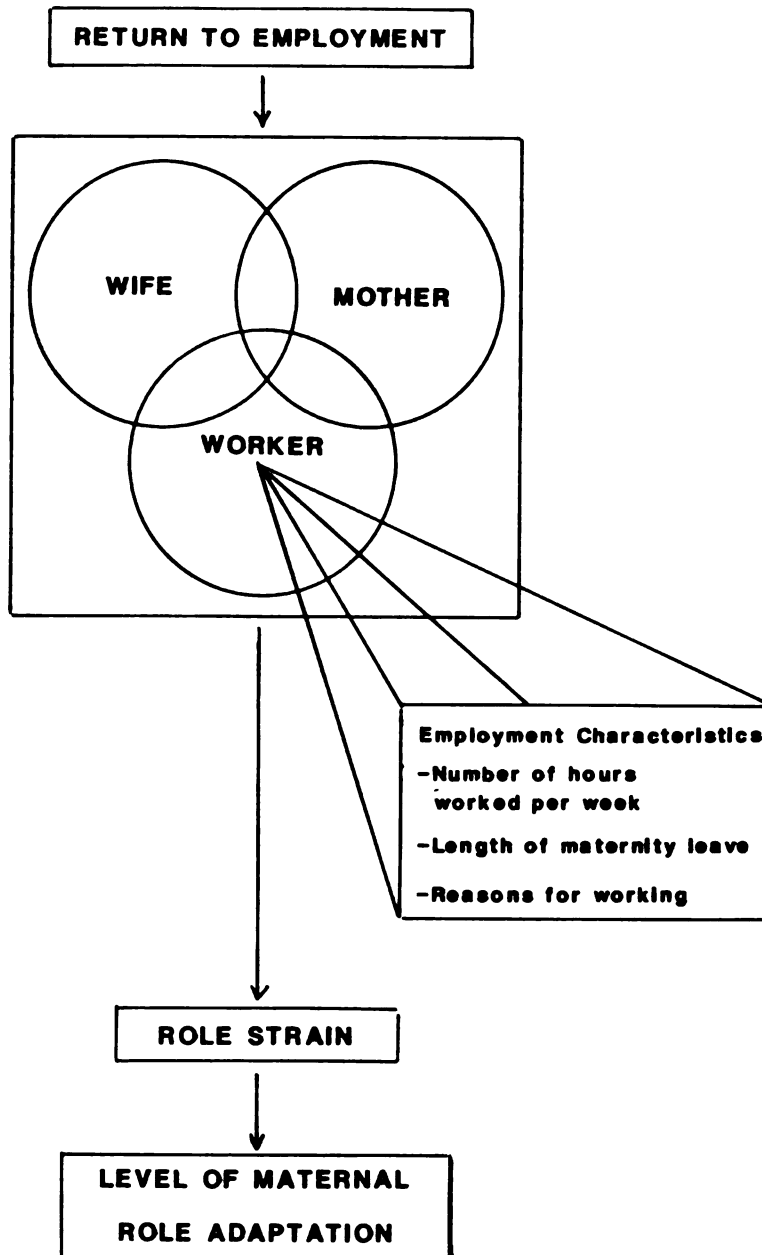 RETURN TO EMPLOYMENT
WIFE
MOTHER
WORKER
Employment Characteristics
-Number of hours
worked per week
-Length of maternity leave
-Reasons for working
ROLE STRAIN
LEVEL OF MATERNAL
ROLE ADAPTATION